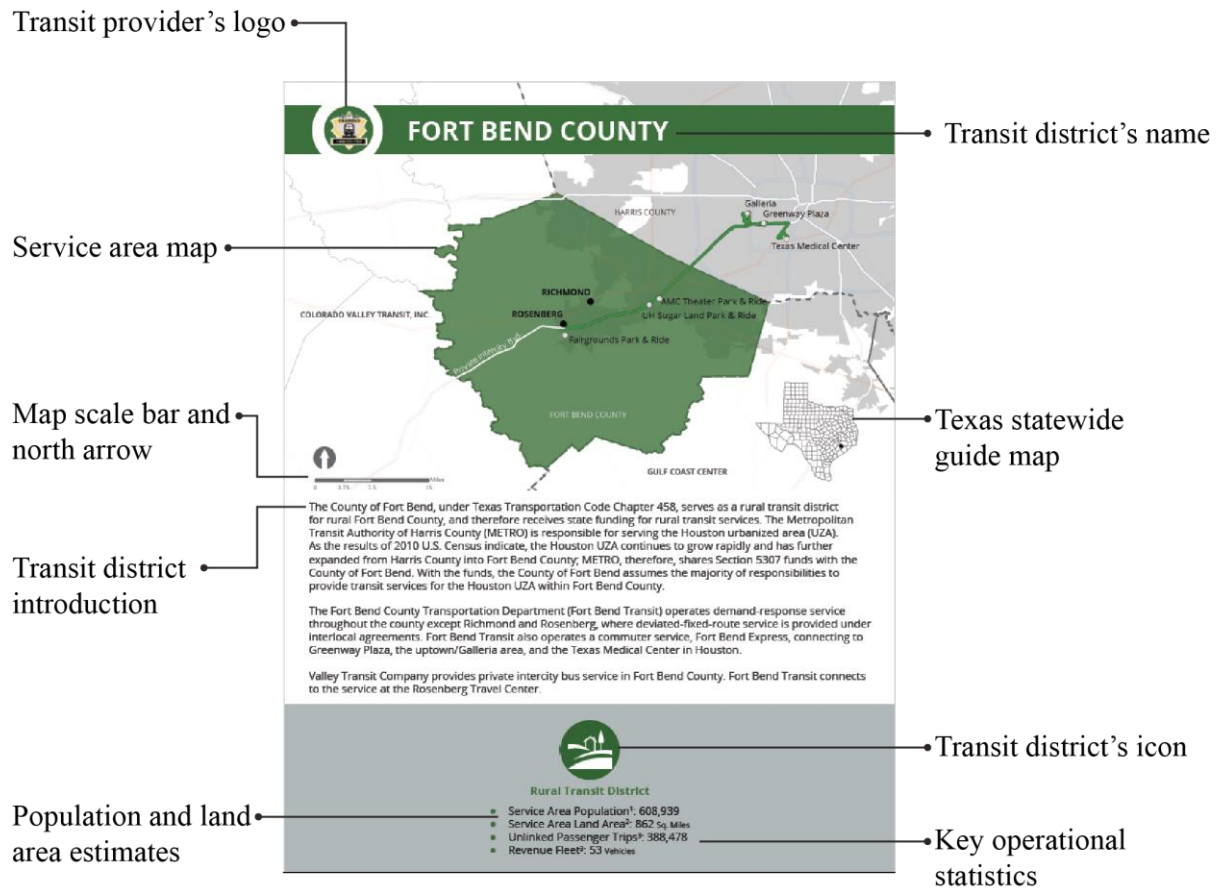 Transit provider's logo
FORT BEND COUNTY
Transit district's name
Galleria
Greenway Plaza
HARRIS COUNTY
Texas Medical Center
Service area map
RICHMOND
AMC Theater Park & Ride
COLORADO VALLEY TRANSIT, INC.
ROSENBERG
UH Sugar Land Park & Ride
Fairgrounds Park & Ride
Private Intercity Bus
Map scale bar and
north arrow
FORT BEND COUNTY
Texas statewide
guide map
GULF COAST CENTER
Miles
0 3.75 7.5 15
The County of Fort Bend, under Texas Transportation Code Chapter 458, serves as a rural transit district
for rural Fort Bend County, and therefore receives state funding for rural transit services. The Metropolitan
Transit Authority of Harris County (METRO) is responsible for serving the Houston urbanized area (UZA).
As the results of 2010 U.S. Census indicate, the Houston UZA continues to grow rapidly and has further
expanded from Harris County into Fort Bend County; METRO, therefore, shares Section 5307 funds with the
County of Fort Bend. With the funds, the County of Fort Bend assumes the majority of responsibilities to
provide transit services for the Houston UZA within Fort Bend County.
Transit district
introduction
The Fort Bend County Transportation Department (Fort Bend Transit) operates demand-response service
throughout the county except Richmond and Rosenberg, where deviated-fixed-route service is provided under
interlocal agreements. Fort Bend Transit also operates a commuter service, Fort Bend Express, connecting to
Greenway Plaza, the uptown/Galleria area, and the Texas Medical Center in Houston.
Valley Transit Company provides private intercity bus service in Fort Bend County. Fort Bend Transit connects
to the service at the Rosenberg Travel Center.
Transit district's icon
Rural Transit District
Population and land
area estimates
• Service Area Population¹: 608,939
• Service Area Land Area²: 862 Sq. Miles
• Unlinked Passenger Trips³: 388,478
• Revenue Fleet³: 53 Vehicles
Key operational
statistics